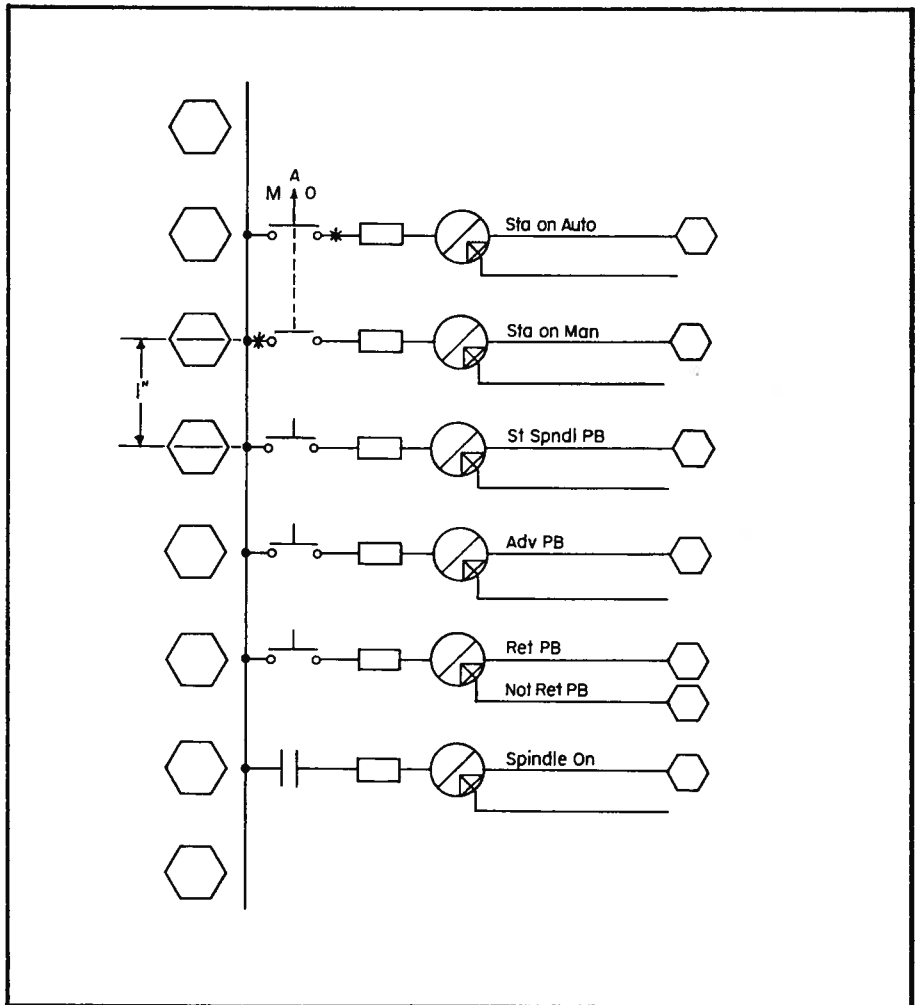 A
M O
Sta on Auto
Sta on Man
1"
St Spndl PB
Adv PB
Ret PB
Not Ret PB
Spindle On